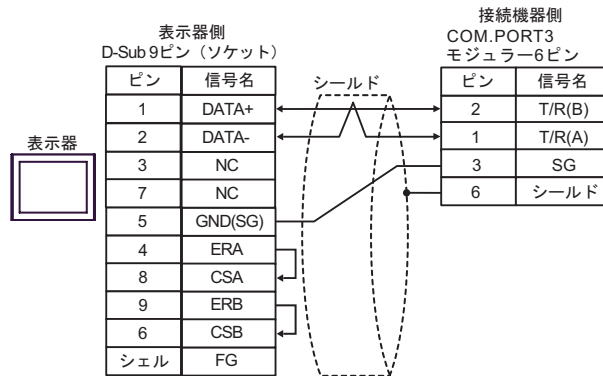 表示器側
D-Sub 9ピン（ソケット）
接続機器側
COM.PORT3
モジュラー6ピン
表示器
シールド
ピン 信号名
1 DATA+
2 DATA-
3 NC
7 NC
5 GND(SG)
4 ERA
8 CSA
9 ERB
6 CSB
シェル FG
ピン 信号名
2 T/R(B)
1 T/R(A)
3 SG
6 シールド